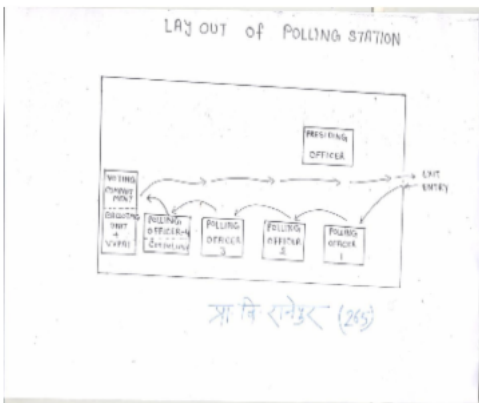 LAY OUT of POLLING STATION
PRESIDING
OFFICER
EXIT
ENTRY
VOTING
COMPART
MENT
UNIT
+
VVPAT
POLLING
OFFICER-4
POLLING
OFFICER
3
POLLING
OFFICER
2
POLLING
OFFICER
1
प्रा वि (265)